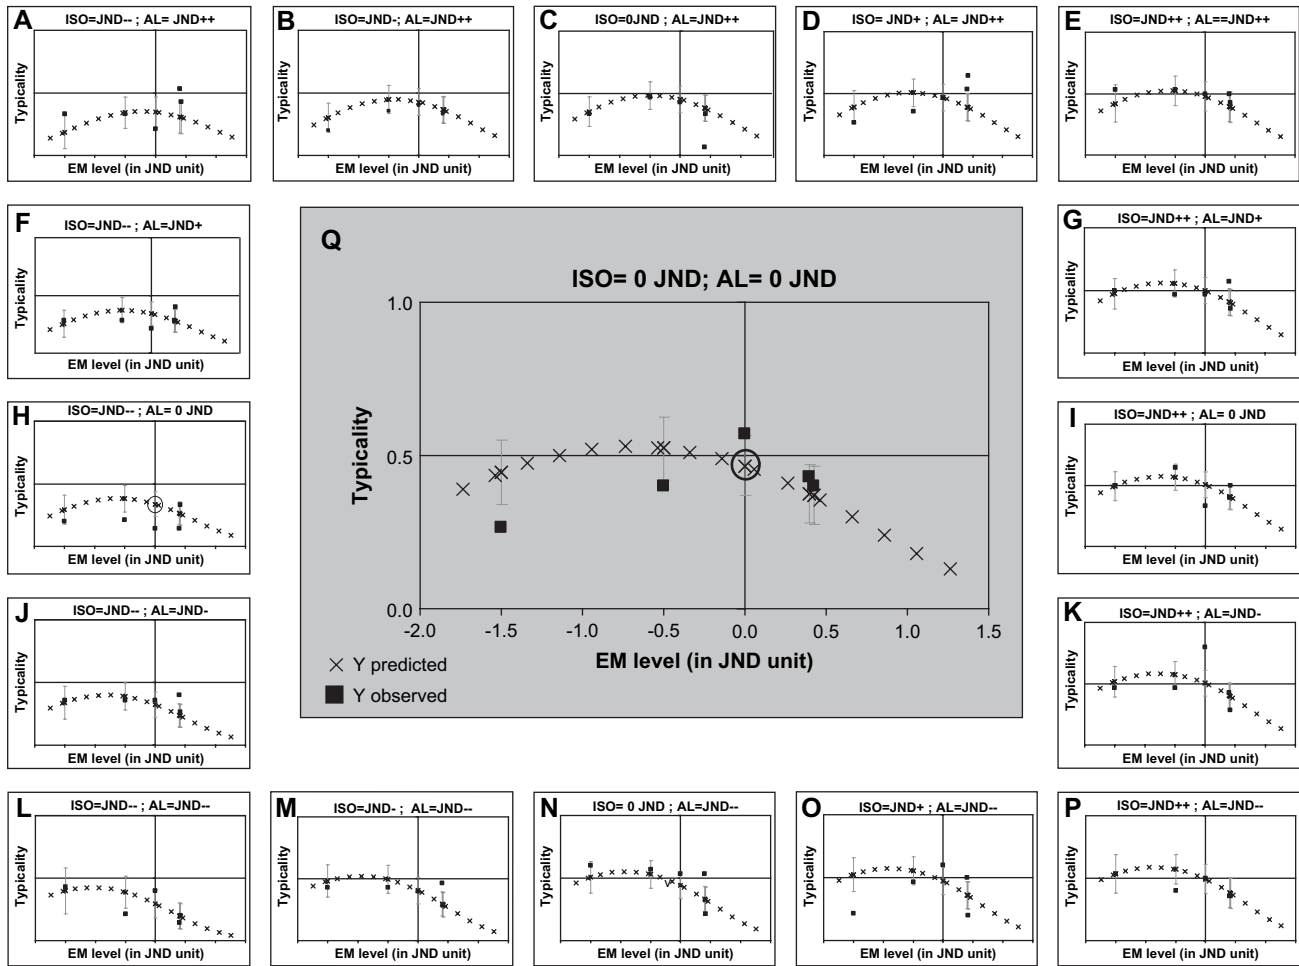 A
ISO=JND-- ; AL= JND++
Typicality
EM level (in JND unit)
B
ISO=JND-; AL=JND++
Typicality
EM level (in JND unit)
C
ISO=0JND ; AL=JND++
Typicality
EM level (in JND unit)
D
ISO= JND+ ; AL= JND++
Typicality
EM level (in JND unit)
E
ISO=JND++ ; AL==JND++
Typicality
EM level (in JND unit)
F
ISO=JND-- ; AL=JND+
Typicality
EM level (in JND unit)
Q
ISO= 0 JND; AL= 0 JND
1.0
0.5
0.0
Typicality
-2.0 -1.5 -1.0 -0.5 0.0 0.5 1.0 1.5
EM level (in JND unit)
Y predicted
Y observed
G
ISO=JND++ ; AL=JND+
Typicality
EM level (in JND unit)
H
ISO=JND-- ; AL= 0 JND
Typicality
EM level (in JND unit)
I
ISO=JND++ ; AL= 0 JND
Typicality
EM level (in JND unit)
J
ISO=JND-- ; AL=JND-
Typicality
EM level (in JND unit)
K
ISO=JND++ ; AL=JND-
Typicality
EM level (in JND unit)
L
ISO=JND-- ; AL=JND--
Typicality
EM level (in JND unit)
M
ISO=JND- ; AL=JND--
Typicality
EM level (in JND unit)
N
ISO= 0 JND ; AL=JND--
Typicality
EM level (in JND unit)
O
ISO=JND+ ; AL=JND--
Typicality
EM level (in JND unit)
P
ISO=JND++ ; AL=JND--
Typicality
EM level (in JND unit)